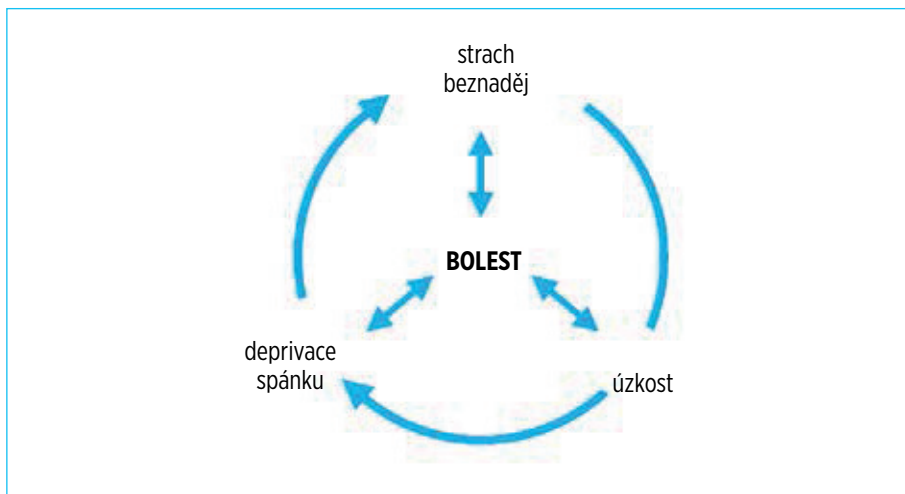 strach
beznaděj
BOLEST
deprivace
spánku
úzkost